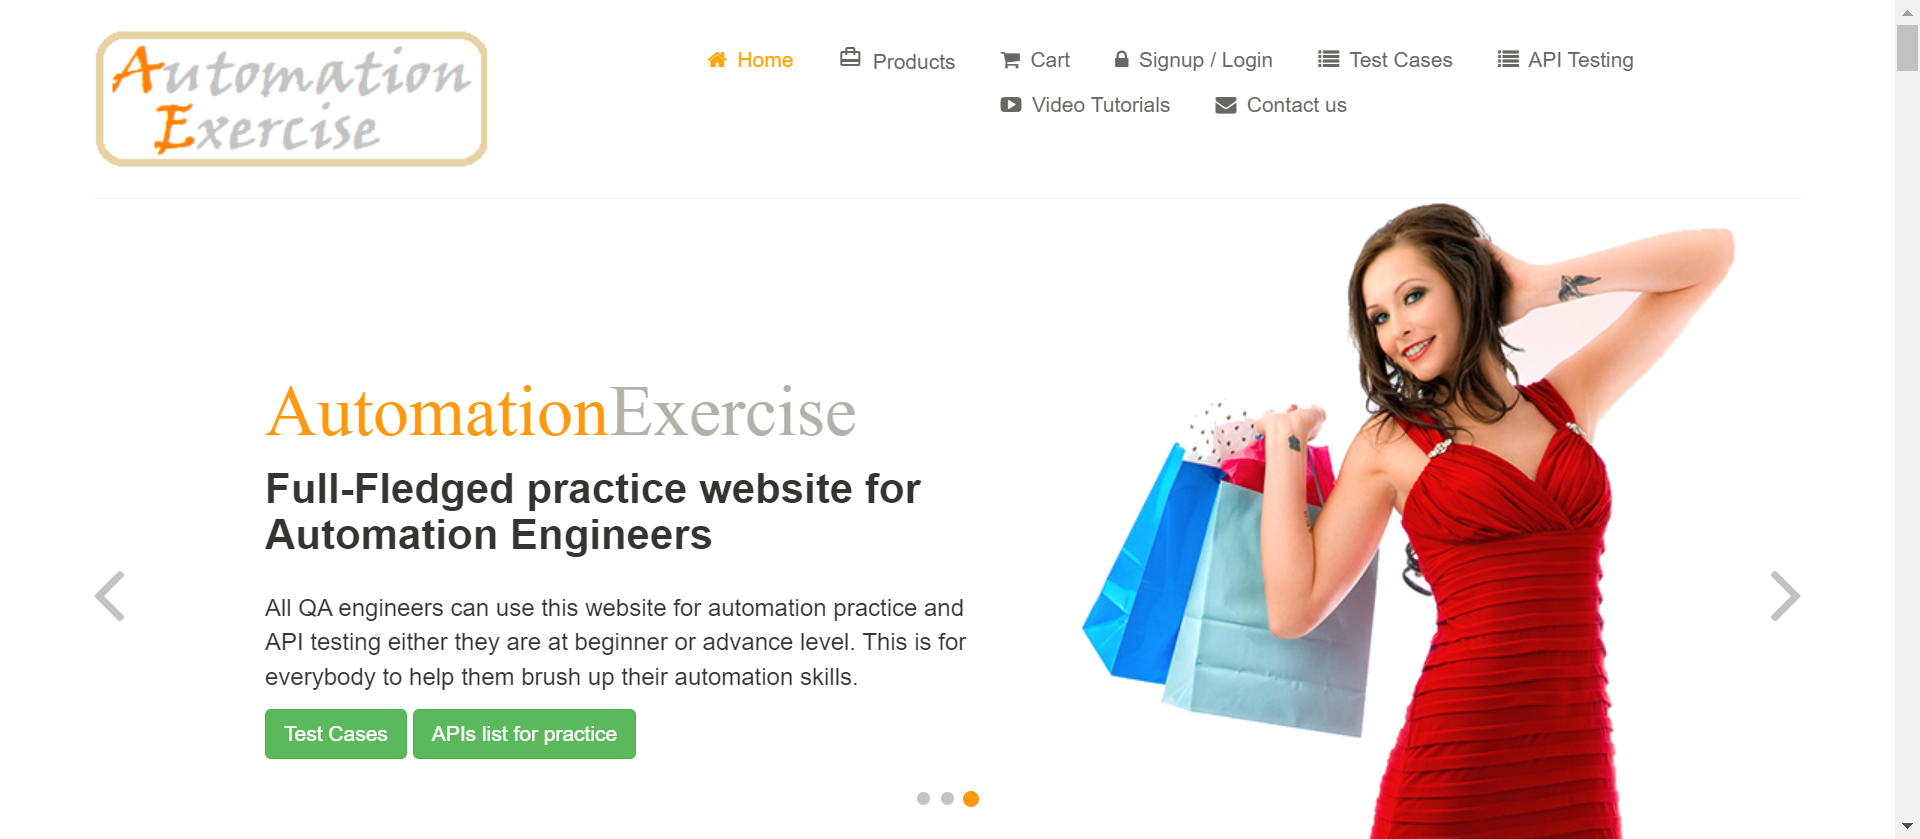 Automation
Exercise
Home Products Cart Signup / Login Test Cases API Testing
Video Tutorials Contact us
AutomationExercise
Full-Fledged practice website for
Automation Engineers
All QA engineers can use this website for automation practice and
API testing either they are at beginner or advance level. This is for
everybody to help them brush up their automation skills.
Test Cases APIs list for practice